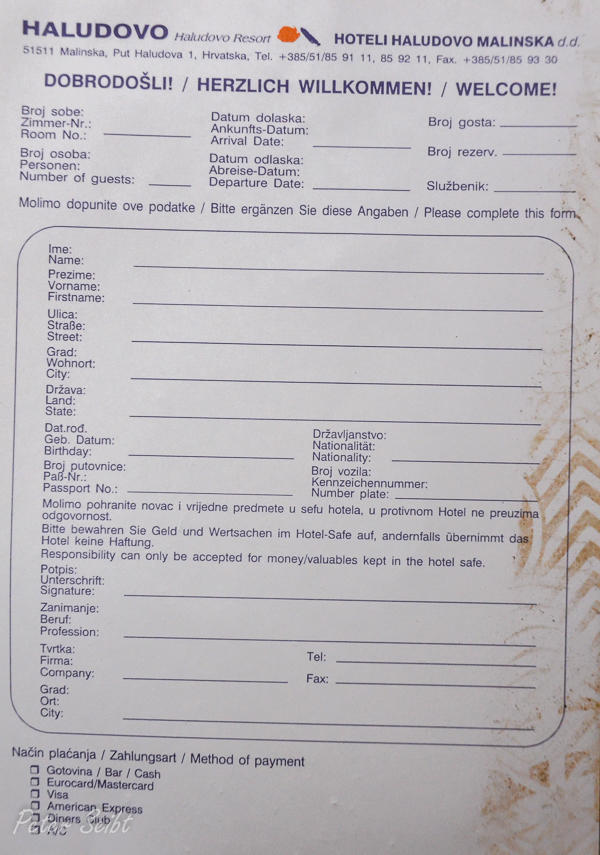 HALUDOVO Haludovo Resort HOTELI HALUDOVO MALINSKA d.d.
51511 Malinska, Put Haludova 1, Hrvatska, Tel. +385/51/85 91 11, 85 92 11, Fax. +385/51/85 93 30
DOBRODOŠLI! / HERZLICH WILLKOMMEN! / WELCOME!
Broj sobe:
Zimmer-Nr.:
Room No.:
Datum dolaska:
Ankunfts-Datum:
Arrival Date:
Broj gosta:
Broj rezerv.
Broj osoba:
Personen:
Number of guests:
Datum odlaska:
Abreise-Datum:
Departure Date:
Službenik:
Molimo dopunite ove podatke / Bitte ergänzen Sie diese Angaben / Please complete this form
Ime:
Name:
Prezime:
Vorname:
Firstname:
Ulica:
Straße:
Street:
Grad:
Wohnort:
City:
Država:
Land:
State:
Dat.rođ.
Geb. Datum:
Birthday:
Državljanstvo:
Nationalität:
Nationality:
Broj putovnice:
Paß-Nr.:
Passport No.:
Broj vozila:
Kennzeichennummer:
Number plate:
Molimo pohranite novac i vrijedne predmete u sefu hotela, u protivnom Hotel ne preuzima
odgovornost.
Bitte bewahren Sie Geld und Wertsachen im Hotel-Safe auf, andernfalls übernimmt das
Hotel keine Haftung.
Responsibility can only be accepted for money/valuables kept in the hotel safe.
Potpis:
Unterschrift:
Signature:
Zanimanje:
Beruf:
Profession:
Tvrtka:
Firma:
Company:
Tel:
Fax:
Grad:
Ort:
City:
Način plaćanja / Zahlungsart / Method of payment
Gotovina / Bar / Cash
Eurocard/Mastercard
Visa
American Express
Diners Club
Peter Seibt